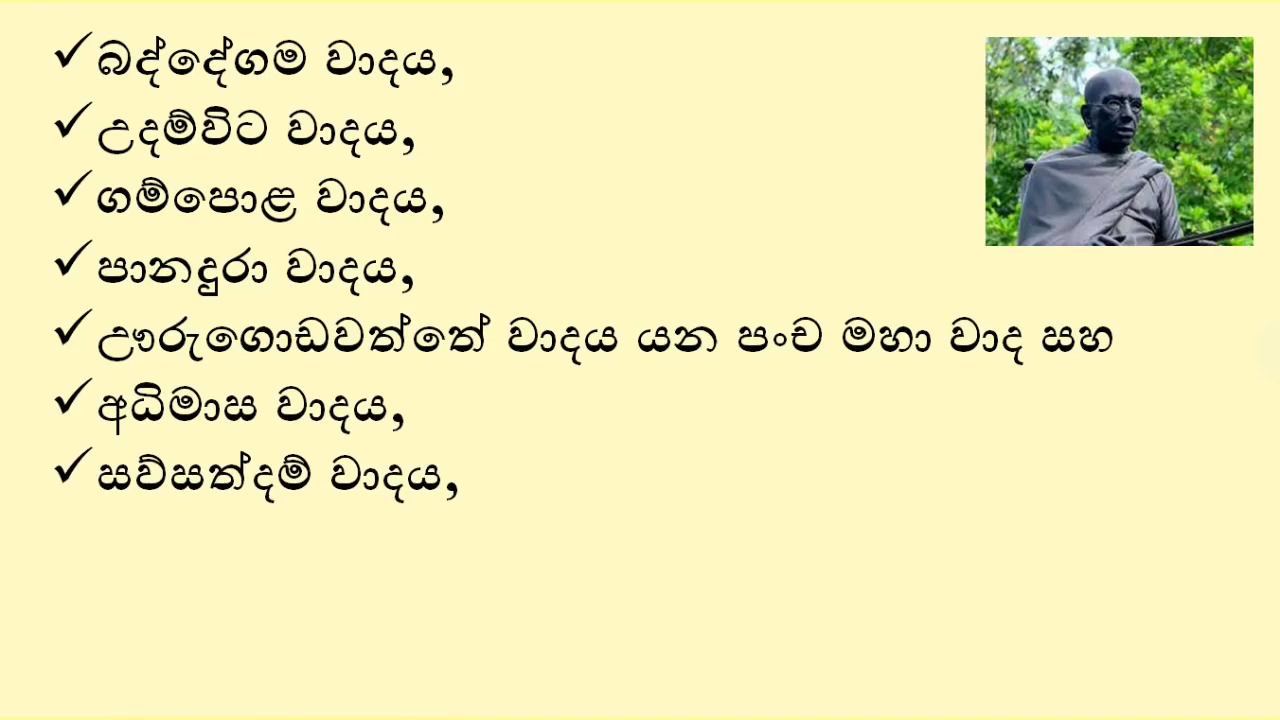 ✓බද්දේගම වාදය,
✓උදම්විට වාදය,
✓ගම්පොළ වාදය,
✓පානදුරා වාදය,
✓ඌරුගොඩවත්තේ වාදය යන පංච මහා වාද සහ
✓අධිමාස වාදය,
✓සව්සත්දම් වාදය,